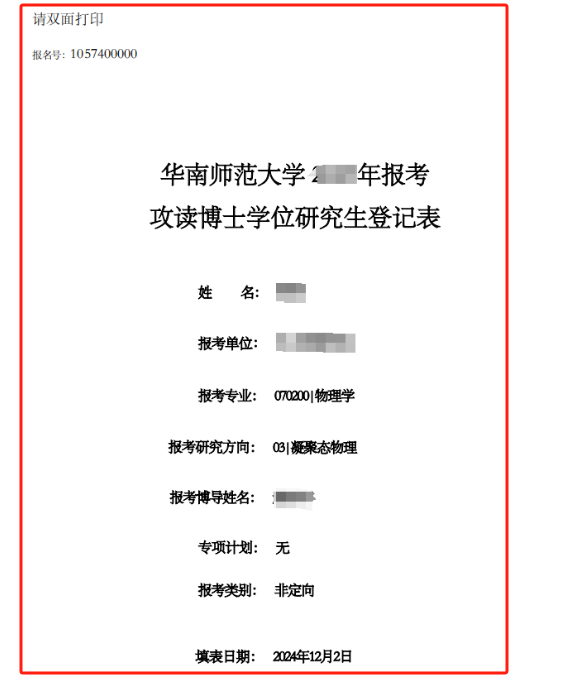 请双面打印
报名号：1057400000
华南师范大学 年报考
攻读博士学位研究生登记表
姓 名：
报考单位：
报考专业： 070200|物理学
报考研究方向： 03|凝聚态物理
报考博导姓名：
专项计划： 无
报考类别： 非定向
填表日期： 2024年12月2日